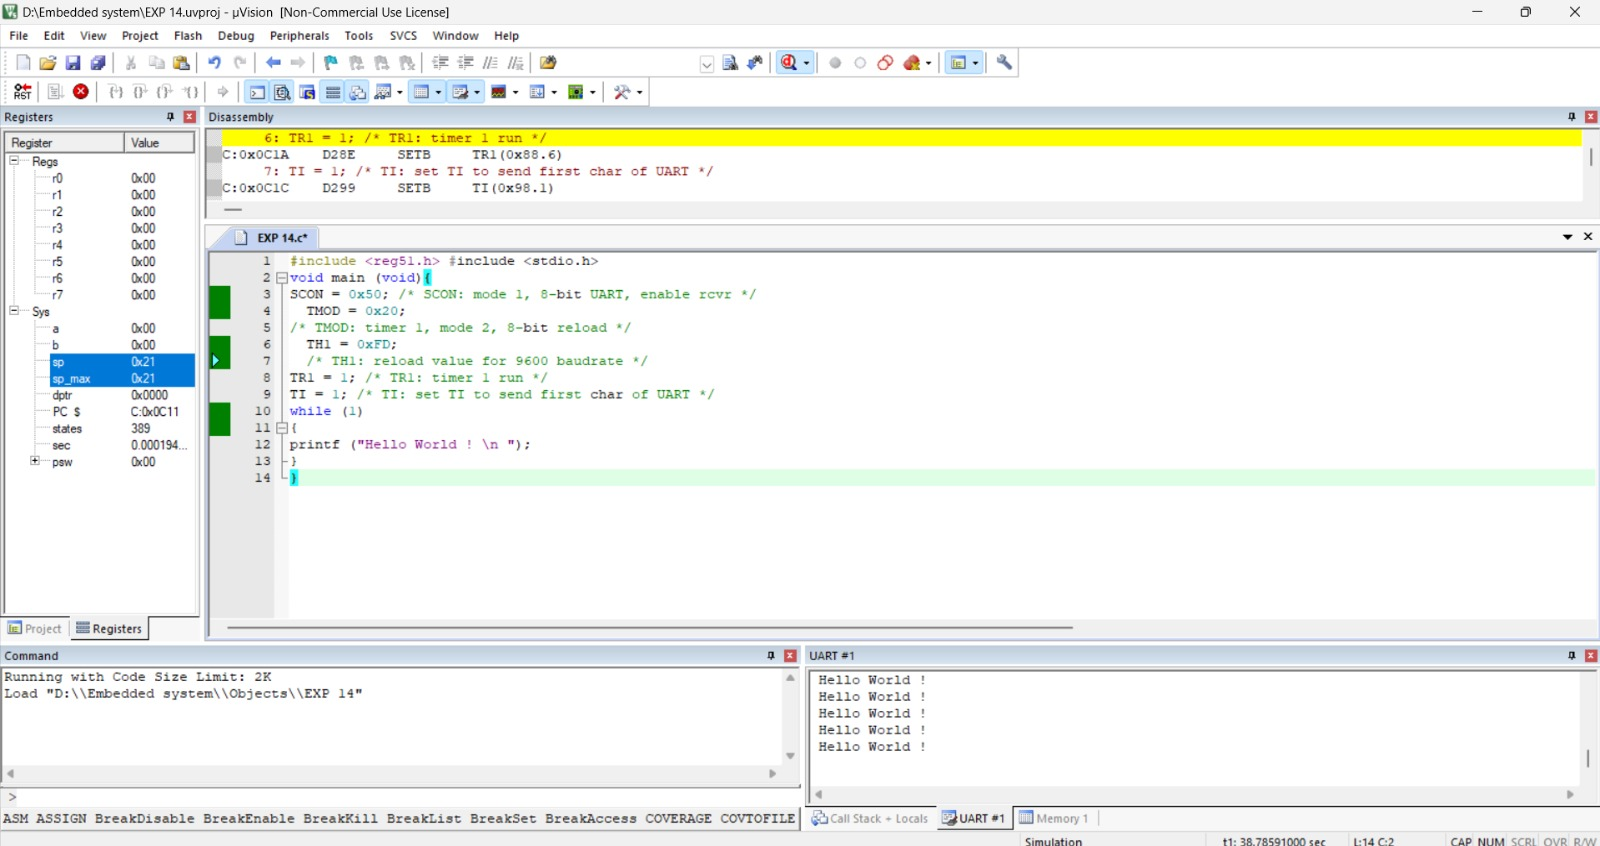 D:\Embedded system\EXP 14.uvproj - µVision [Non-Commercial Use License]
File Edit View Project Flash Debug Peripherals Tools SVCS Window Help
RST
Registers
Register Value
Regs
r0 0x00
r1 0x00
r2 0x00
r3 0x00
r4 0x00
r5 0x00
r6 0x00
r7 0x00
Sys
a 0x00
b 0x00
sp 0x21
sp_max 0x21
dptr 0x0000
PC $ C:0x0C11
states 389
sec 0.000194...
psw 0x00
Project Registers
Disassembly
6: TR1 = 1; /* TR1: timer 1 run */
C:0x0C1A D28E SETB TR1(0x88.6)
7: TI = 1; /* TI: set TI to send first char of UART */
C:0x0C1C D299 SETB TI(0x98.1)
EXP 14.c*
1 #include <reg51.h> #include <stdio.h>
2 void main (void){
3 SCON = 0x50; /* SCON: mode 1, 8-bit UART, enable rcvr */
4 TMOD = 0x20;
5 /* TMOD: timer 1, mode 2, 8-bit reload */
6 TH1 = 0xFD;
7 /* TH1: reload value for 9600 baudrate */
8 TR1 = 1; /* TR1: timer 1 run */
9 TI = 1; /* TI: set TI to send first char of UART */
10 while (1)
11 {
12 printf ("Hello World ! \n ");
13 }
14 }
Command
Running with Code Size Limit: 2K
Load "D:\\Embedded system\\Objects\\EXP 14"
>
ASM ASSIGN BreakDisable BreakEnable BreakKill BreakList BreakSet BreakAccess COVERAGE COVTOFILE
UART #1
Hello World !
Hello World !
Hello World !
Hello World !
Hello World !
Call Stack + Locals UART #1 Memory 1
Simulation t1: 38.78591000 sec L:14 C:2 CAP NUM SCRL OVR R/W